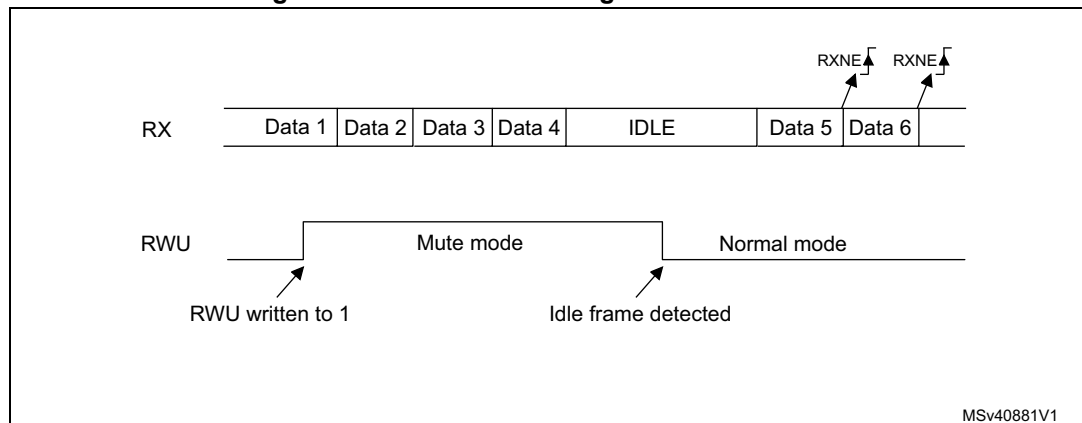 RXNE RXNE
RX Data 1 Data 2 Data 3 Data 4 IDLE Data 5 Data 6
RWU Mute mode Normal mode
RWU written to 1 Idle frame detected
MSv40881V1